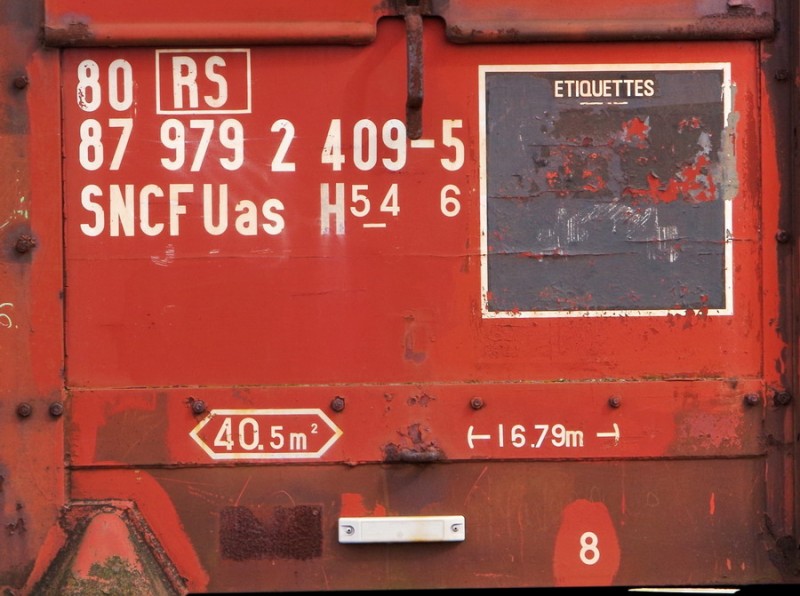 80 RS
87 979 2 409-5
SNCF Uas H54 6
ETIQUETTES
40.5m²
16.79m
8